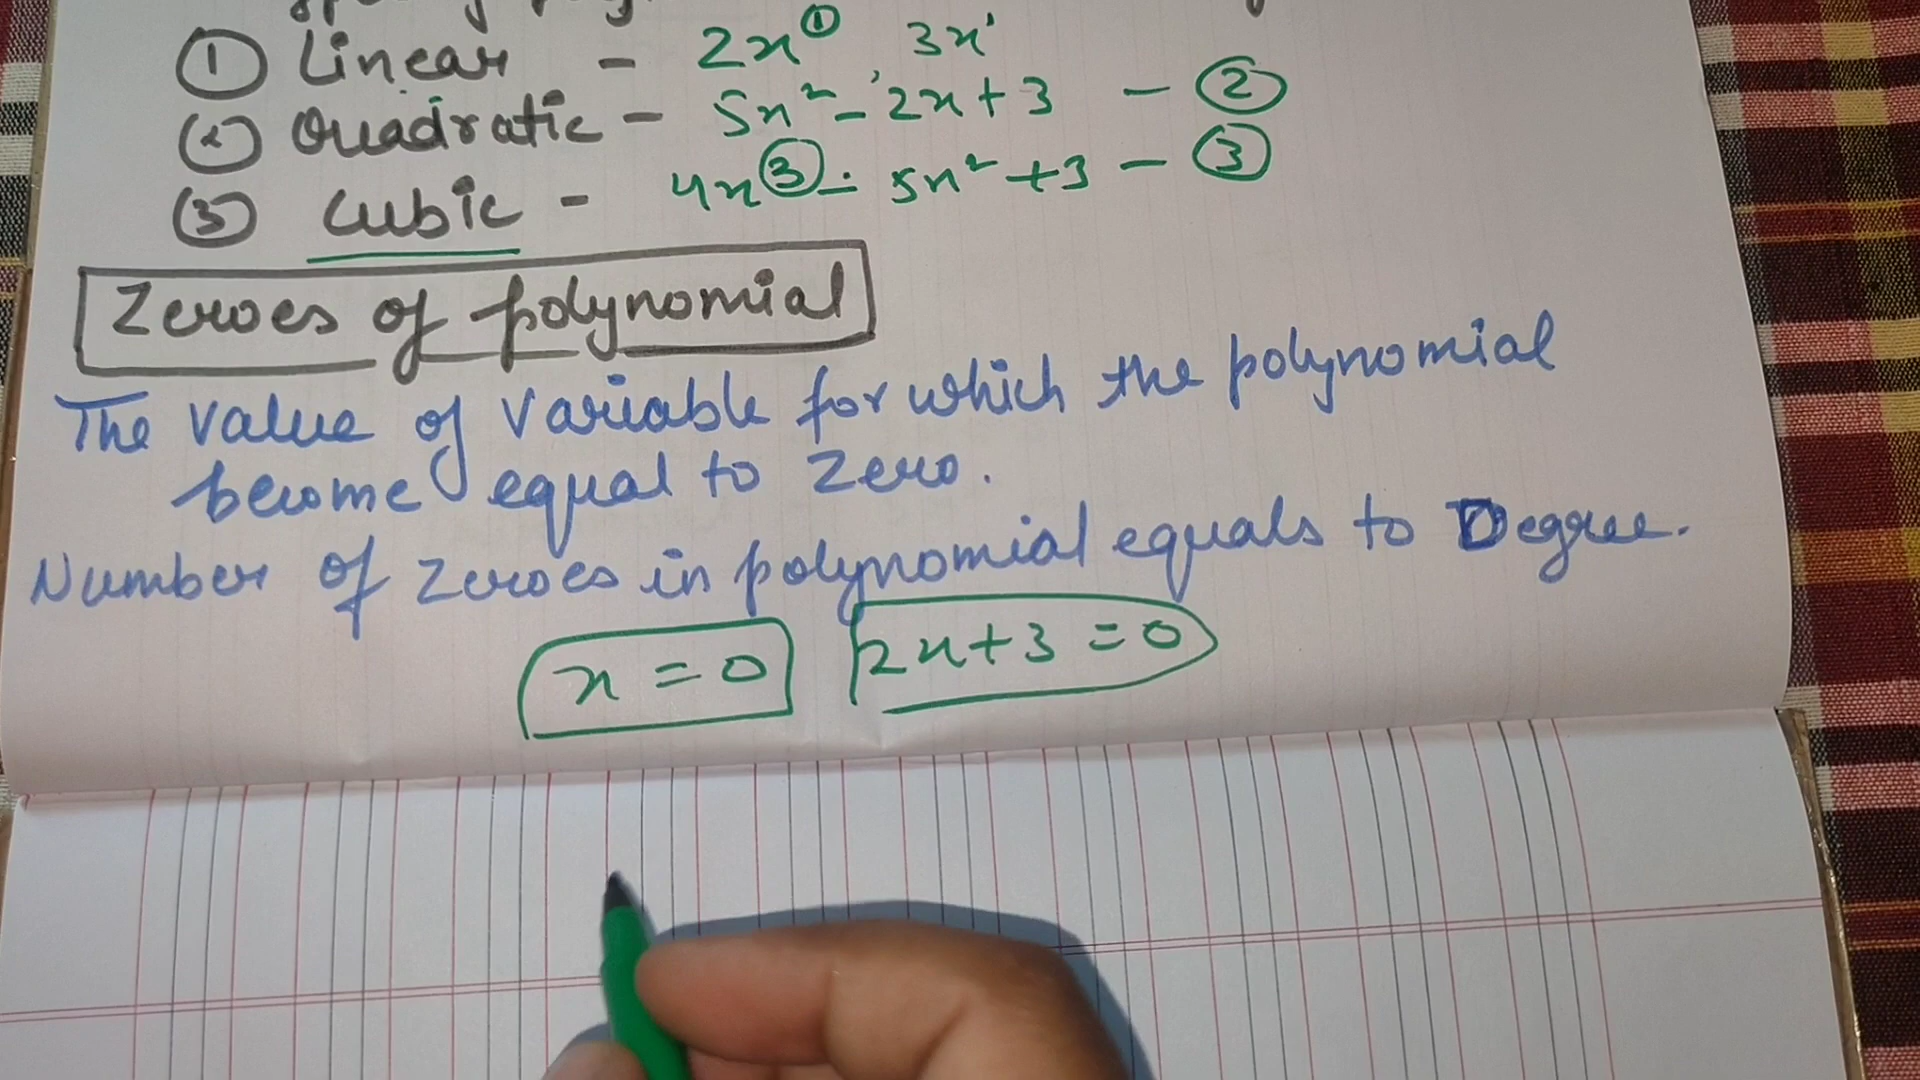 ① Linear - 2x①, 3x¹
② Quadratic - 5x² - 2x + 3 - ②
③ Cubic - 4x③ - 5x² + 3 - ③
Zeroes of polynomial
The value of variable for which the polynomial
become equal to zero.
Number of zeroes in polynomial equals to Degree.
x = 0 2x + 3 = 0